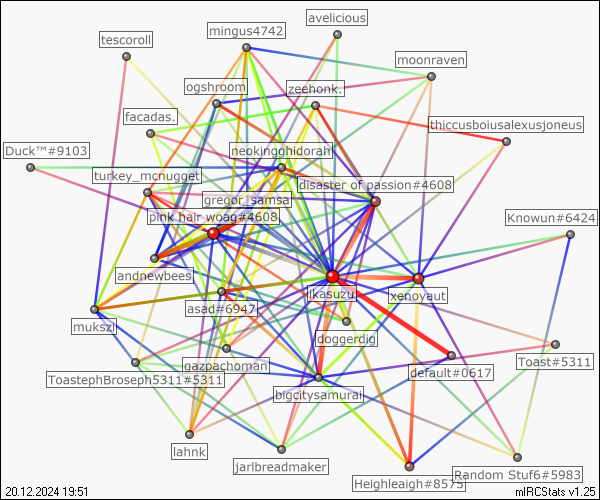 avelicious
mingus4742
tescoroll
moonraven
ogshroom
zeehonk.
facadas.
thiccusboiusalexusjoneus
Duck™#9103
neokingghidorah
turkey_mcnugget
disaster of passion#4608
gregor_samsa
pink hair woag#4608
Knowun#6424
andnewbees
ikasuzu
xenoyaut
asad#6947
mukszi
doggerdig
gazpachoman
Toast#5311
ToastephBroseph5311#5311
default#0617
bigcitysamurai
lahnk
jarlbreadmaker
Heighleaigh#8575
Random Stuf6#5983
20.12.2024 19:51
mIRCStats v1.25